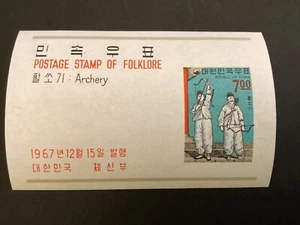 민속우표
POSTAGE STAMP OF FOLKLORE
활쏘기 : Archery
대한민국우표
7.00
1967년 12월 15일 발행
대한민국 체신부